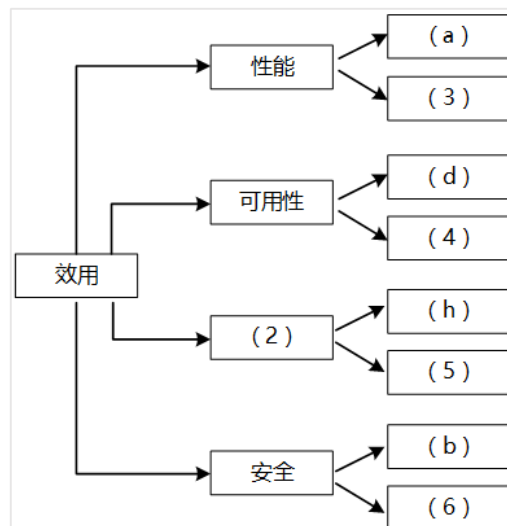 （a）
性能
（3）
（d）
可用性
（4）
效用
（h）
（2）
（5）
（b）
安全
（6）